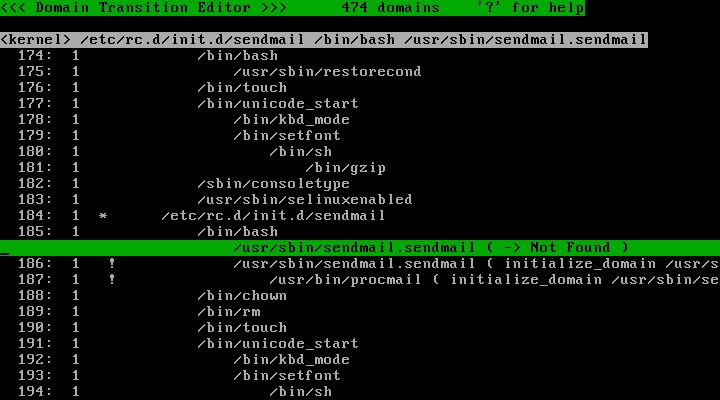 <<< Domain Transition Editor >>>      474 domains    '?' for help
<kernel> /etc/rc.d/init.d/sendmail /bin/bash /usr/sbin/sendmail.sendmail
174:  1             /bin/bash
175:  1                 /usr/sbin/restorecond
176:  1             /bin/touch
177:  1             /bin/unicode_start
178:  1                 /bin/kbd_mode
179:  1                 /bin/setfont
180:  1                     /bin/sh
181:  1                         /bin/gzip
182:  1             /sbin/consoletype
183:  1             /usr/sbin/selinuxenabled
184:  1  *      /etc/rc.d/init.d/sendmail
185:  1             /bin/bash
/usr/sbin/sendmail.sendmail ( -> Not Found )
186:  1   !             /usr/sbin/sendmail.sendmail ( initialize_domain /usr/s
187:  1   !                 /usr/bin/procmail ( initialize_domain /usr/sbin/se
188:  1             /bin/chown
189:  1             /bin/rm
190:  1             /bin/touch
191:  1             /bin/unicode_start
192:  1                 /bin/kbd_mode
193:  1                 /bin/setfont
194:  1                     /bin/sh